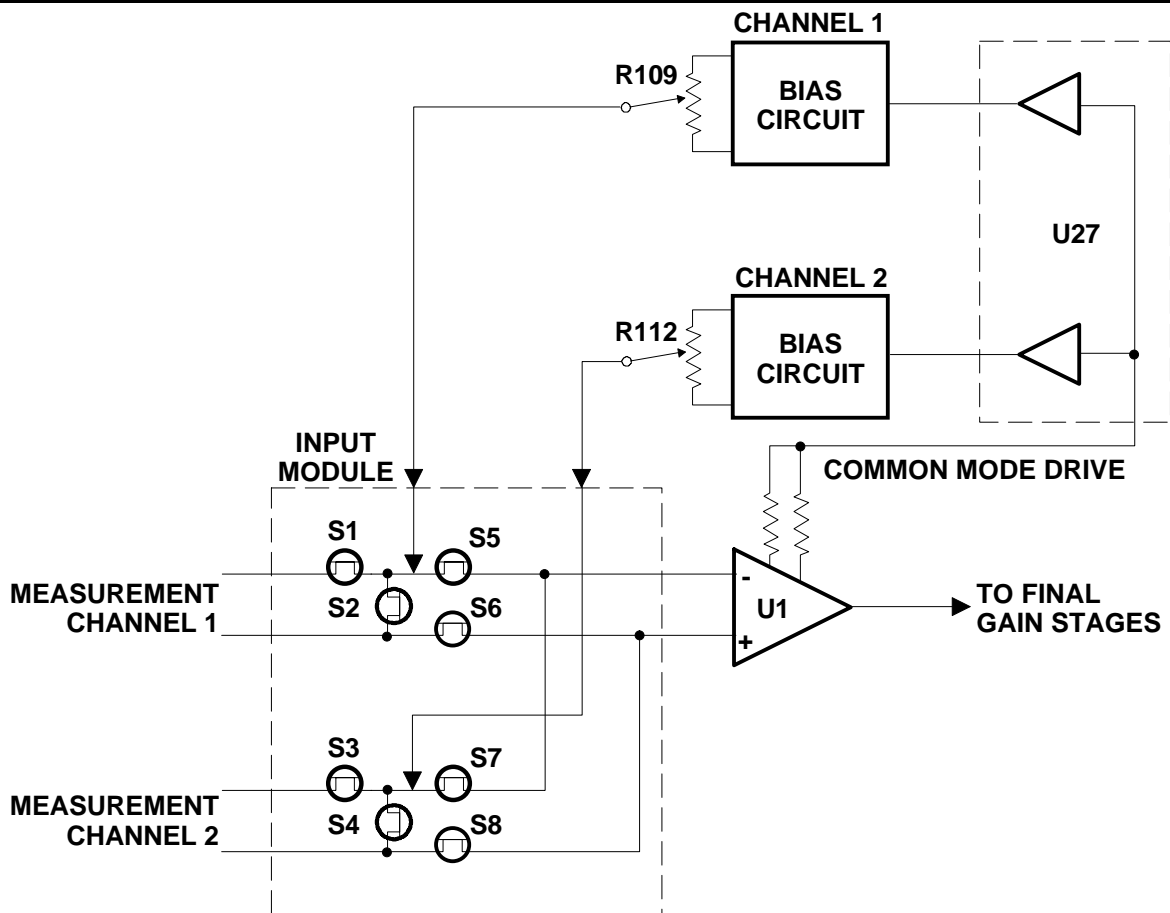 CHANNEL 1
R109
BIAS
CIRCUIT
U27
CHANNEL 2
R112
BIAS
CIRCUIT
INPUT
MODULE
COMMON MODE DRIVE
S1
S5
MEASUREMENT
CHANNEL 1
S2
S6
-
U1
+
TO FINAL
GAIN STAGES
S3
S7
MEASUREMENT
CHANNEL 2
S4
S8